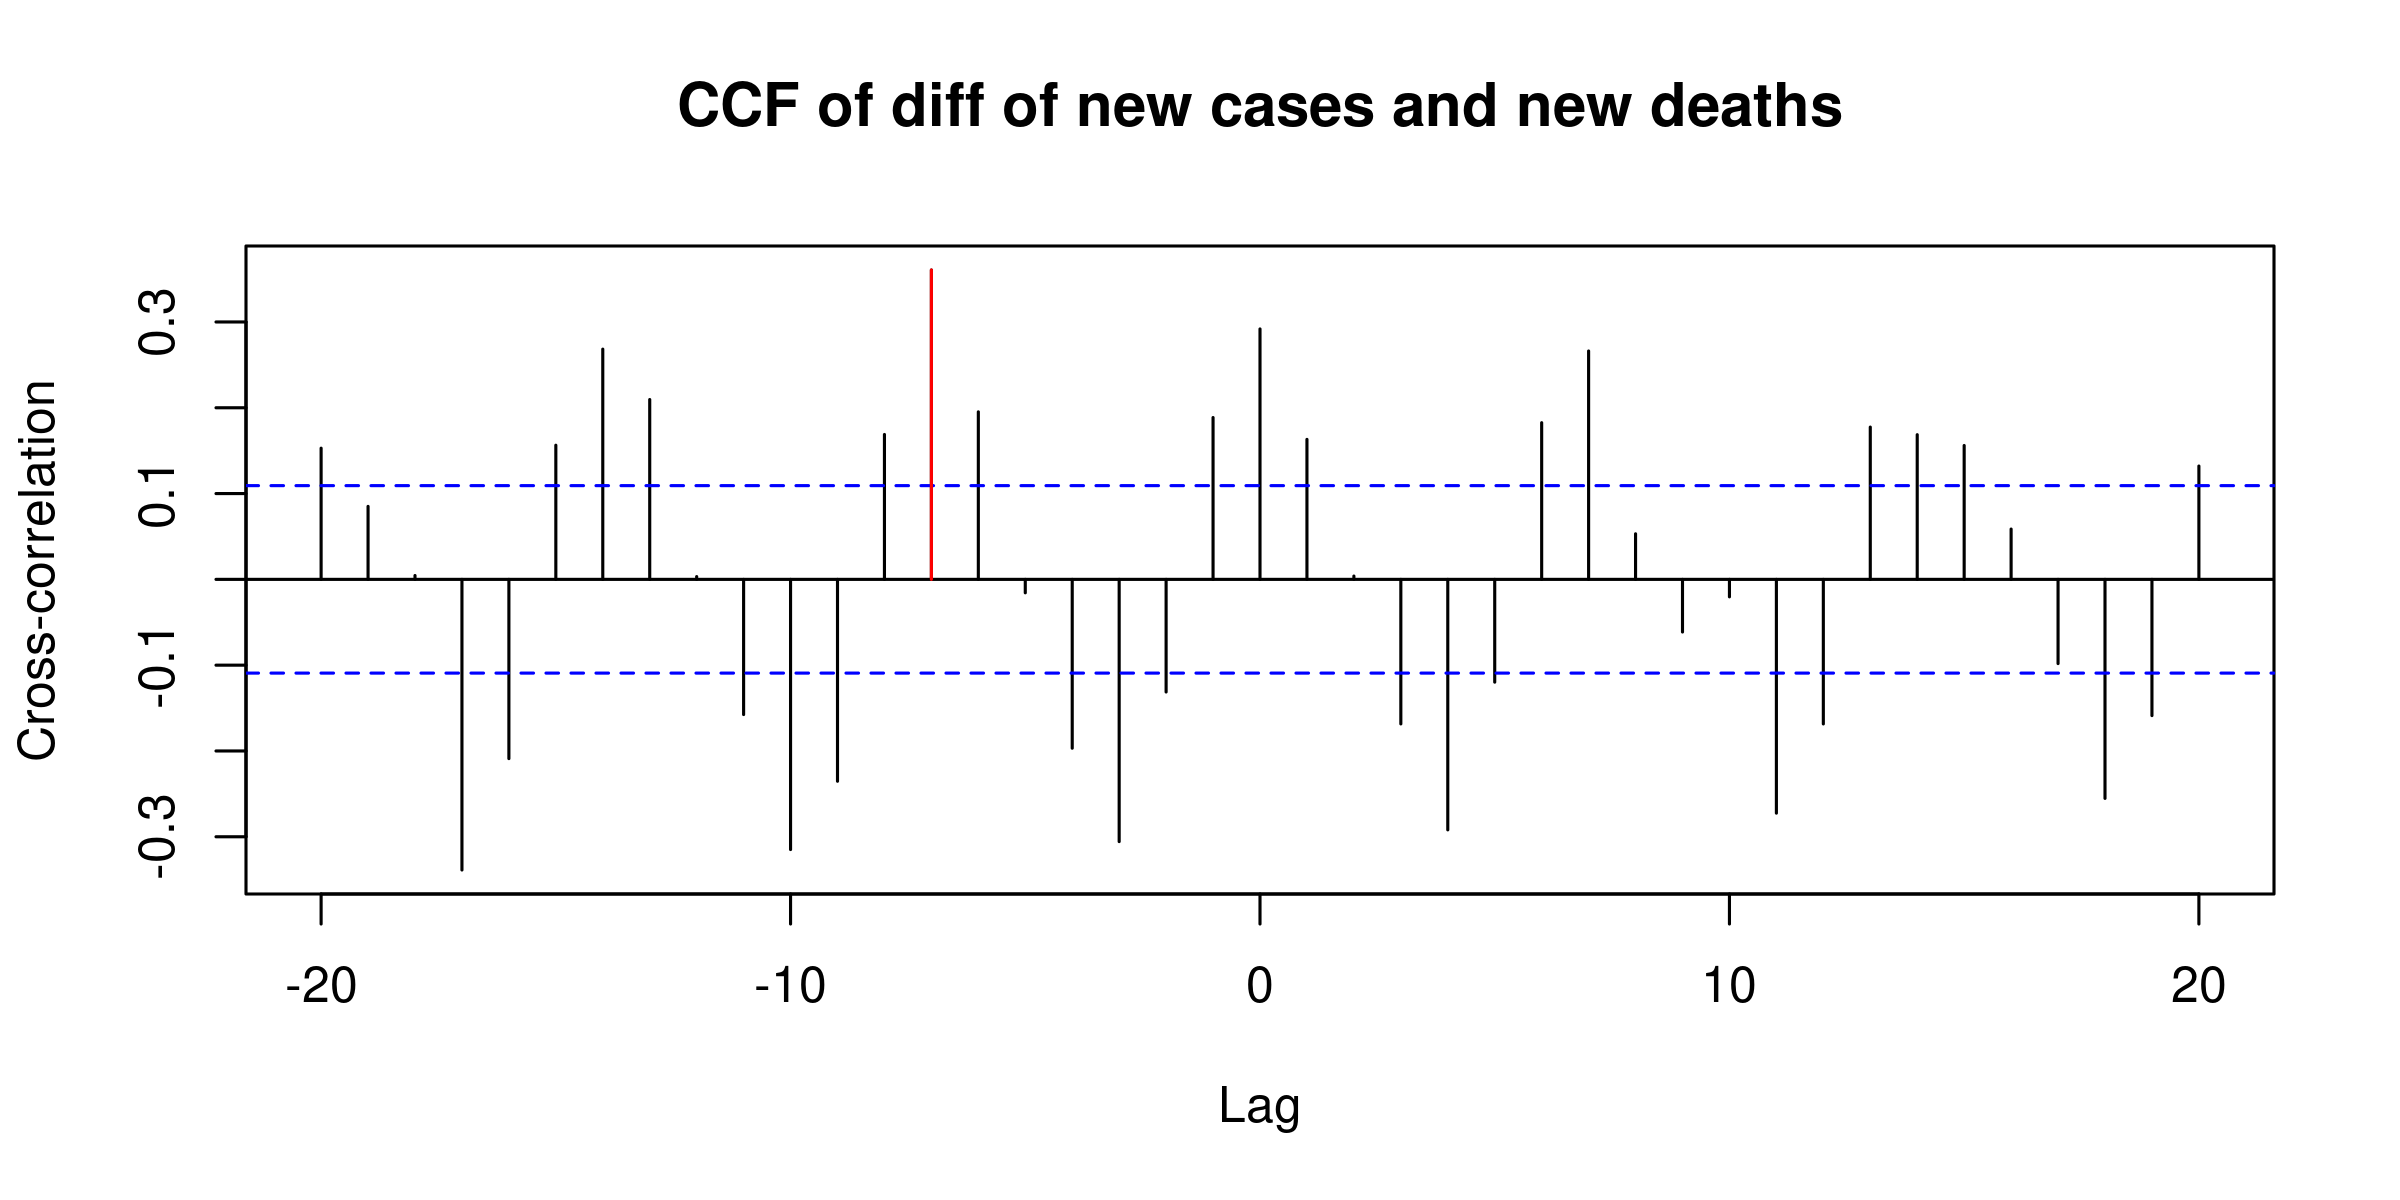 CCF of diff of new cases and new deaths
Cross-correlation
0.3
0.1
-0.1
-0.3
-20 -10 0 10 20
Lag